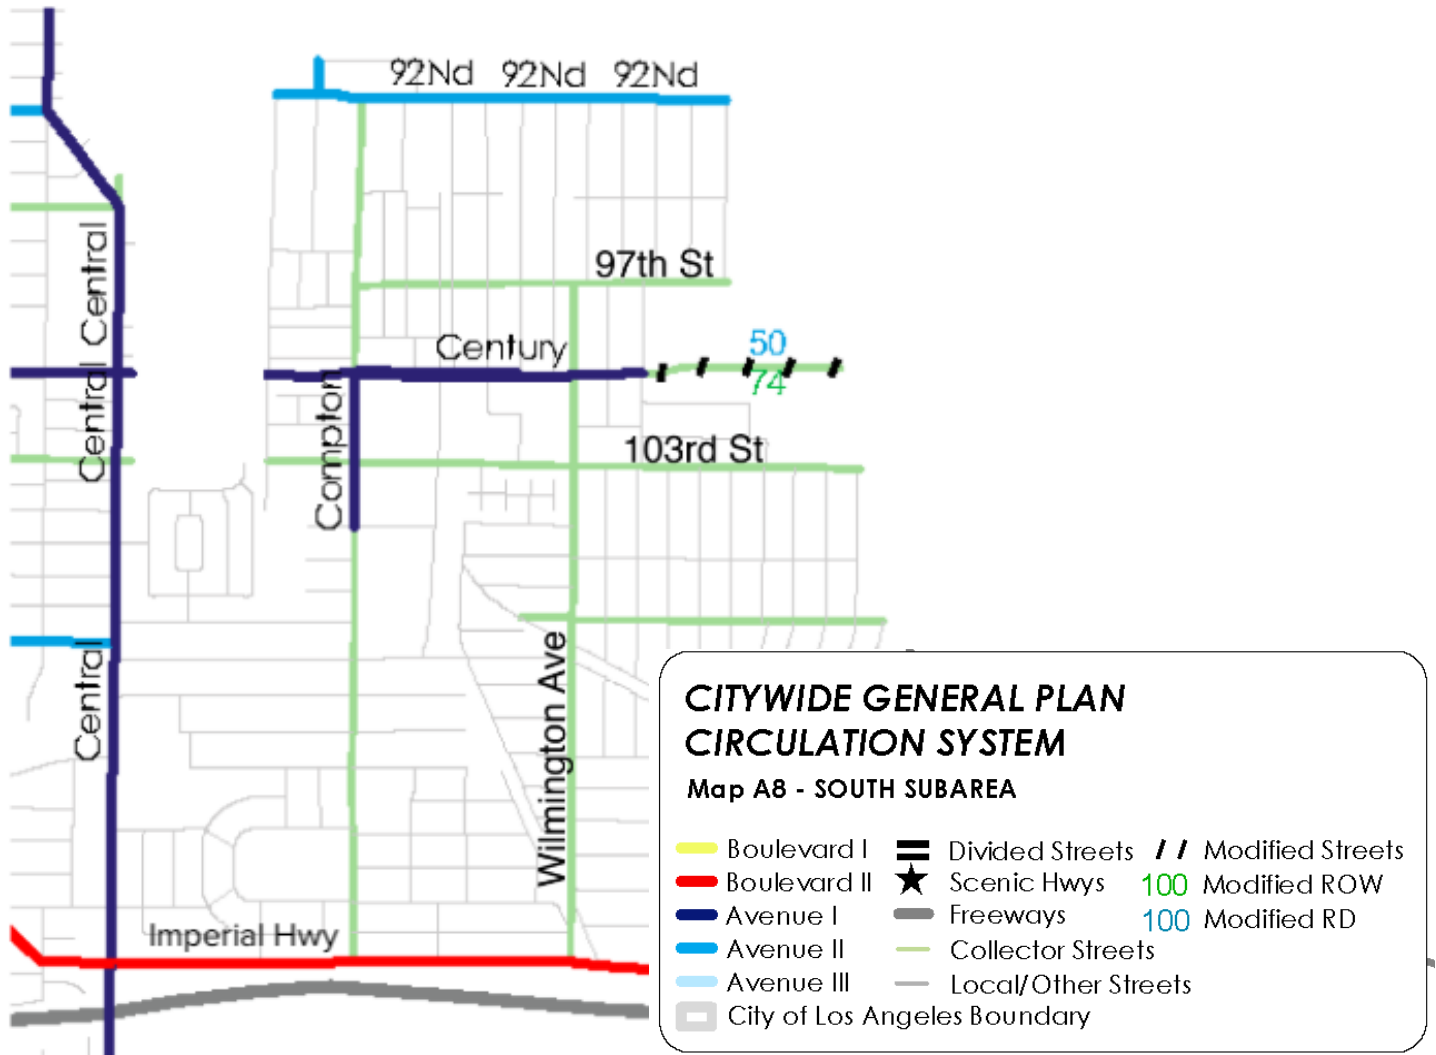 92Nd 92Nd 92Nd
Central
97th St
Century
50
74
Central
Compton
103rd St
Central
Wilmington Ave
Imperial Hwy
CITYWIDE GENERAL PLAN
CIRCULATION SYSTEM
Map A8 - SOUTH SUBAREA
Boulevard I
Boulevard II
Avenue I
Avenue II
Avenue III
City of Los Angeles Boundary
Divided Streets
Scenic Hwys
Freeways
Collector Streets
Local/Other Streets
Modified Streets
100 Modified ROW
100 Modified RD